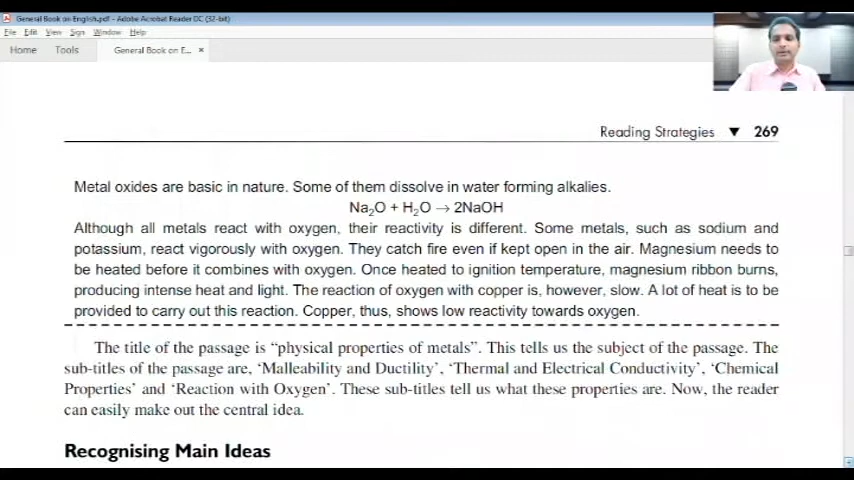 General Book on English.pdf - Adobe Acrobat Reader DC (32-bit)
File Edit View Sign Window Help
Home Tools General Book on E... ×
Reading Strategies ▼ 269
Metal oxides are basic in nature. Some of them dissolve in water forming alkalies.
Na₂O + H₂O → 2NaOH
Although all metals react with oxygen, their reactivity is different. Some metals, such as sodium and
potassium, react vigorously with oxygen. They catch fire even if kept open in the air. Magnesium needs to
be heated before it combines with oxygen. Once heated to ignition temperature, magnesium ribbon burns,
producing intense heat and light. The reaction of oxygen with copper is, however, slow. A lot of heat is to be
provided to carry out this reaction. Copper, thus, shows low reactivity towards oxygen.
The title of the passage is “physical properties of metals”. This tells us the subject of the passage. The
sub-titles of the passage are, ‘Malleability and Ductility’, ‘Thermal and Electrical Conductivity’, ‘Chemical
Properties’ and ‘Reaction with Oxygen’. These sub-titles tell us what these properties are. Now, the reader
can easily make out the central idea.
Recognising Main Ideas